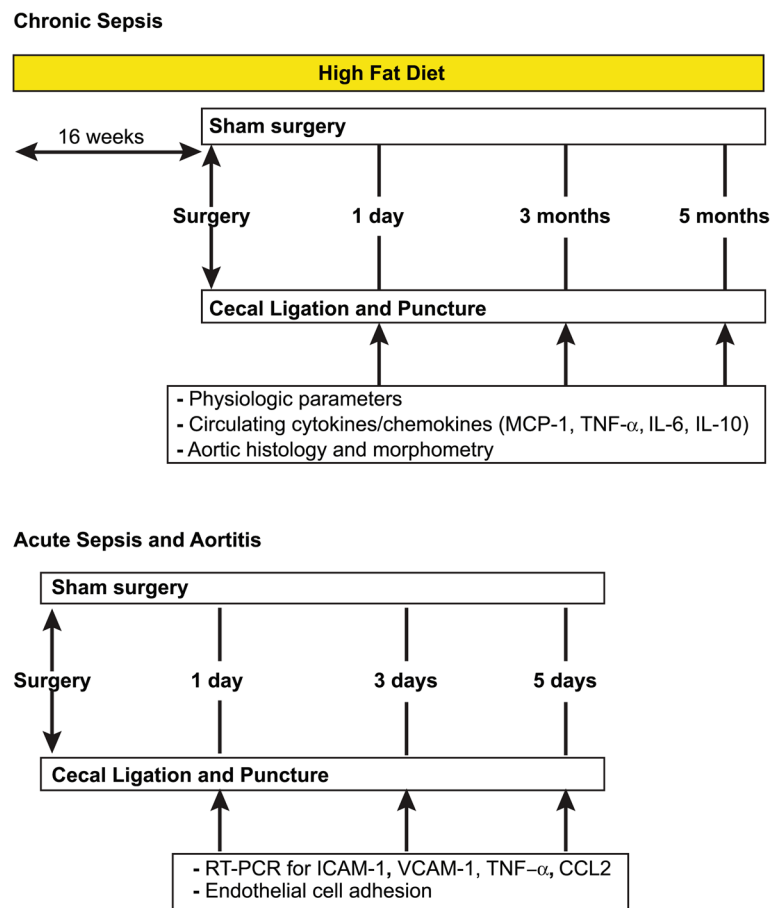 Chronic Sepsis
High Fat Diet
16 weeks
Sham surgery
Surgery
1 day
3 months
5 months
Cecal Ligation and Puncture
- Physiologic parameters
- Circulating cytokines/chemokines (MCP-1, TNF-α, IL-6, IL-10)
- Aortic histology and morphometry
Acute Sepsis and Aortitis
Sham surgery
Surgery
1 day
3 days
5 days
Cecal Ligation and Puncture
- RT-PCR for ICAM-1, VCAM-1, TNF–α, CCL2
- Endothelial cell adhesion